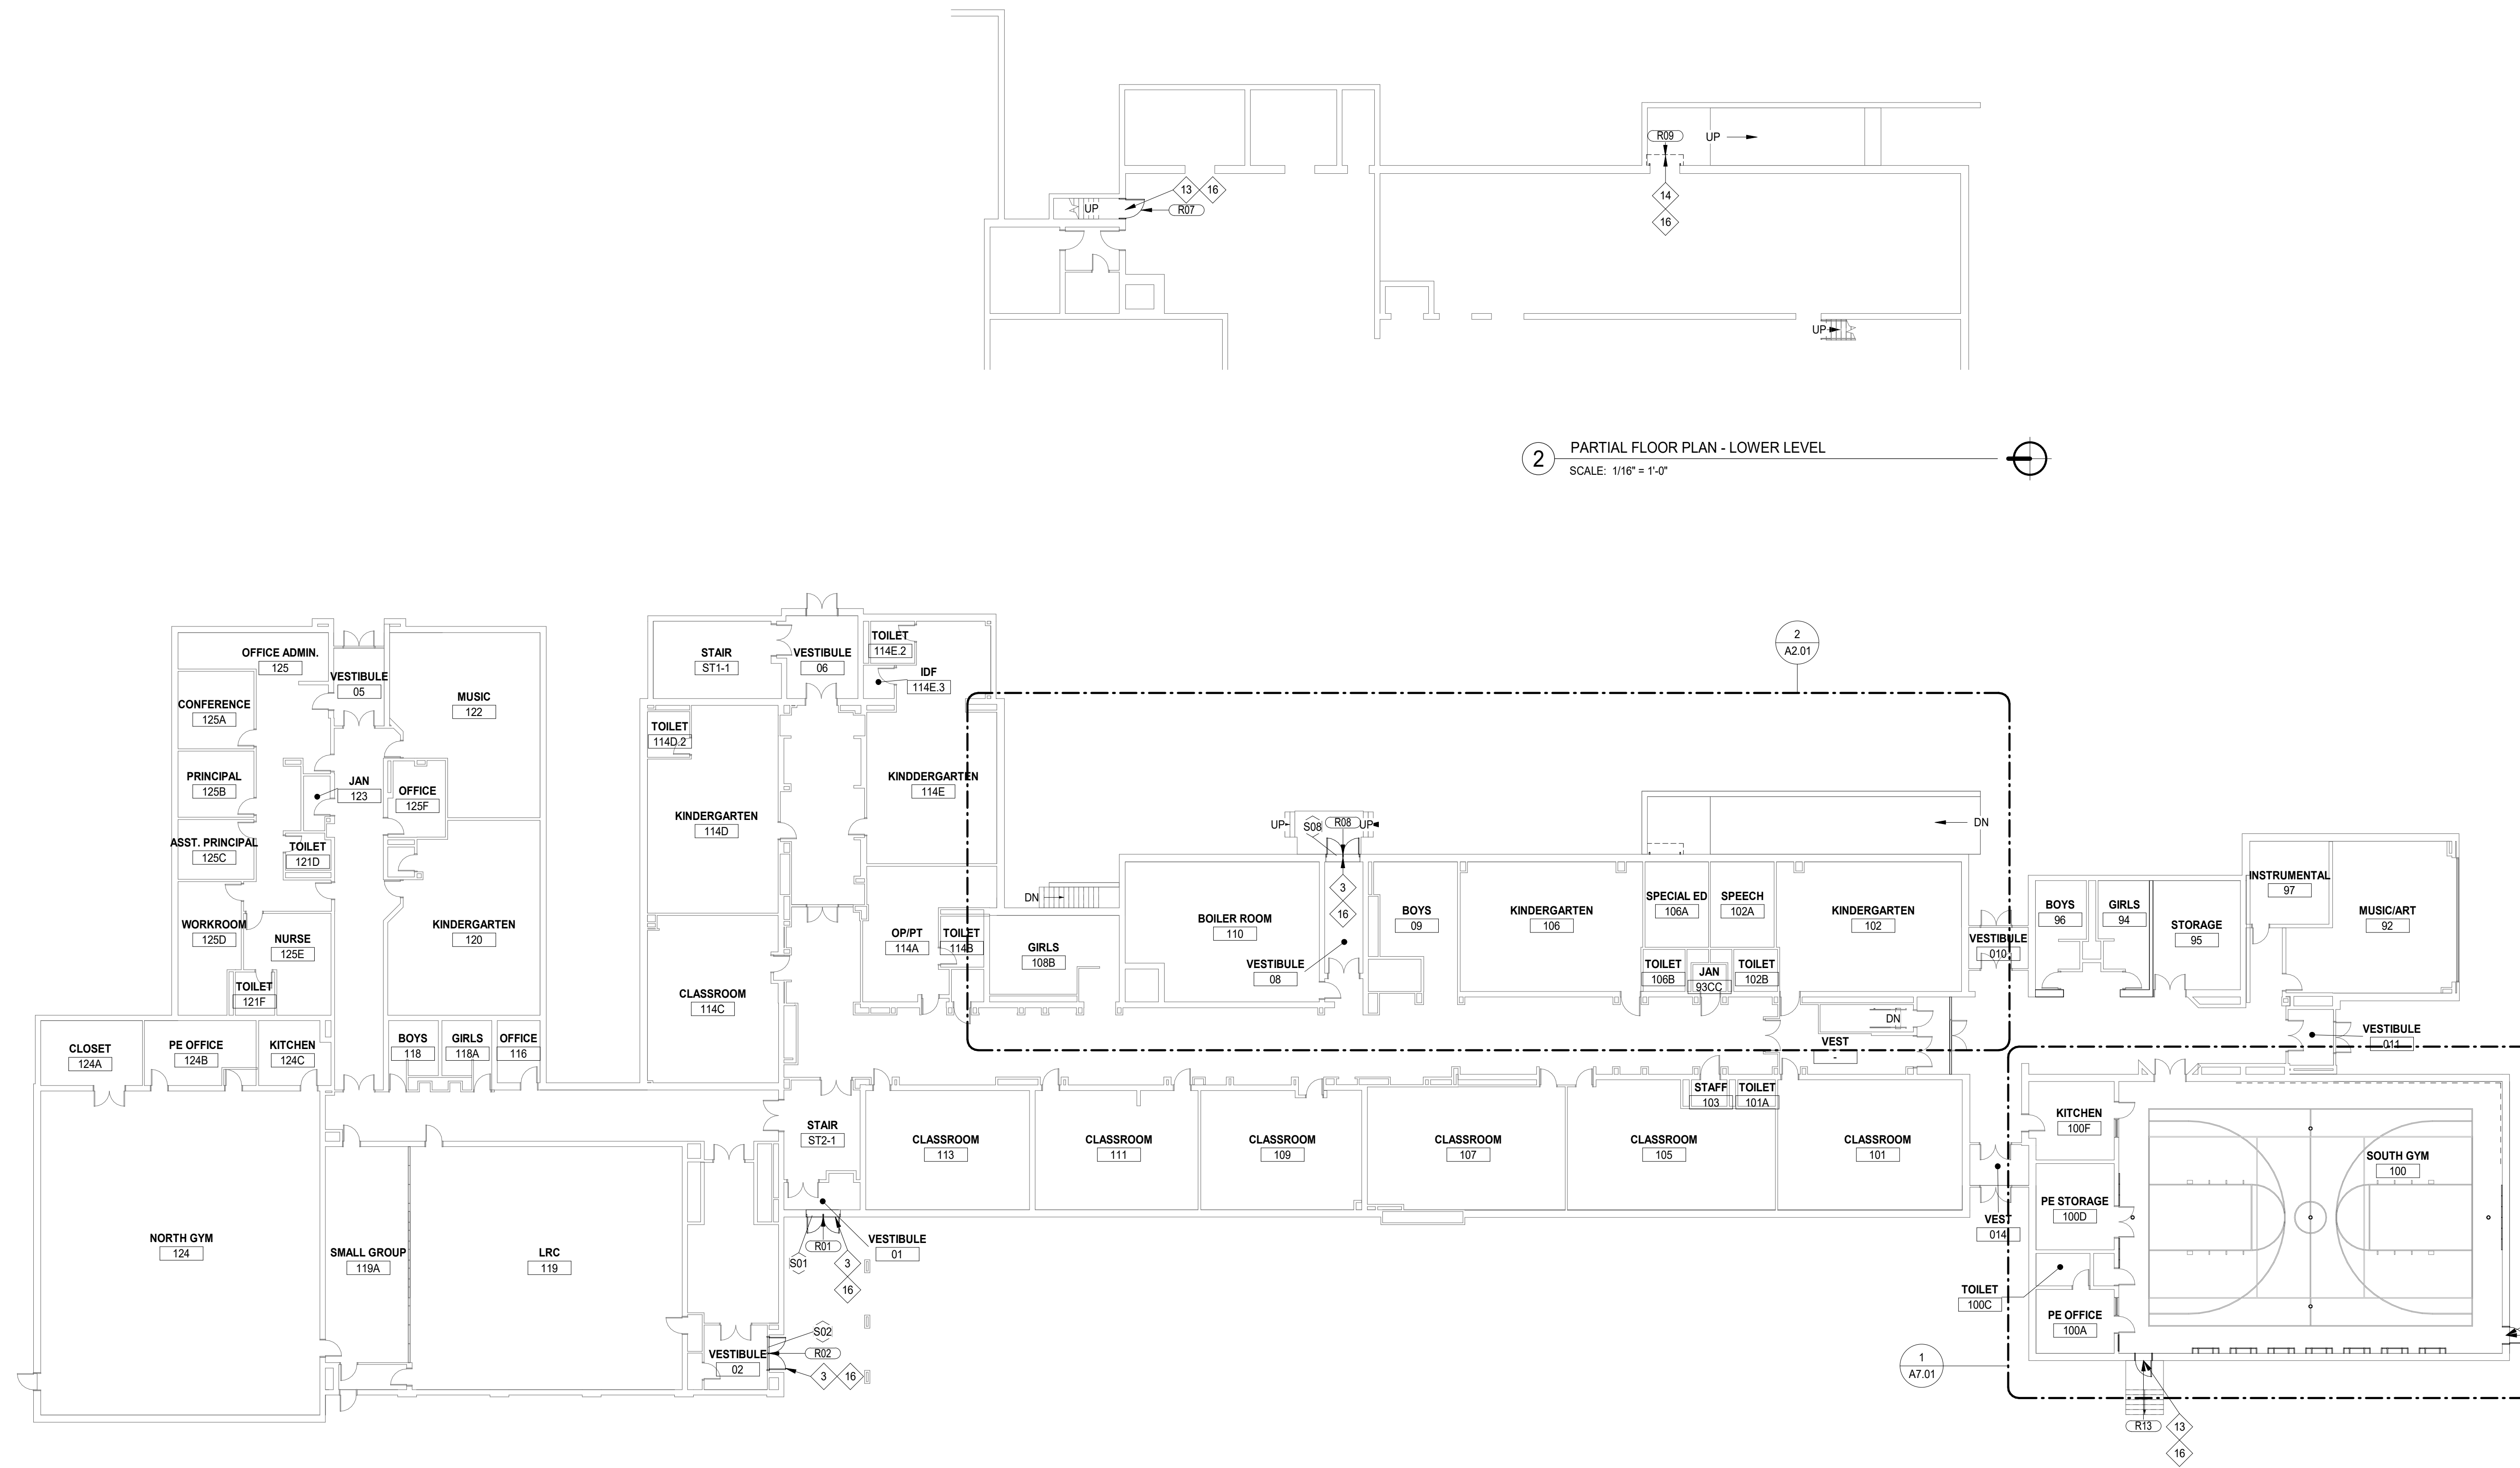 R09
UP
14
16
13
16
UP
R07
UP
2
PARTIAL FLOOR PLAN - LOWER LEVEL
SCALE: 1/16" = 1'-0"
2
A2.01
OFFICE ADMIN.
125
VESTIBULE
05
MUSIC
122
CONFERENCE
125A
PRINCIPAL
125B
JAN
123
OFFICE
125F
ASST. PRINCIPAL
125C
TOILET
121D
WORKROOM
125D
NURSE
125E
KINDERGARTEN
120
TOILET
121F
STAIR
ST1-1
VESTIBULE
06
TOILET
114E.2
IDF
114E.3
TOILET
114D.2
KINDDERGARTEN
114E
KINDERGARTEN
114D
OP/PT
114A
TOILET
114B
CLASSROOM
114C
DN
GIRLS
108B
BOILER ROOM
110
UP
S08
R08
UP
3
16
VESTIBULE
08
BOYS
09
KINDERGARTEN
106
SPECIAL ED
106A
SPEECH
102A
KINDERGARTEN
102
DN
TOILET
106B
JAN
93CC
TOILET
102B
DN
VEST
-
VESTIBULE
010
BOYS
96
GIRLS
94
STORAGE
95
INSTRUMENTAL
97
MUSIC/ART
92
VESTIBULE
011
CLOSET
124A
PE OFFICE
124B
KITCHEN
124C
BOYS
118
GIRLS
118A
OFFICE
116
STAIR
ST2-1
CLASSROOM
113
CLASSROOM
111
CLASSROOM
109
CLASSROOM
107
CLASSROOM
105
STAFF
103
TOILET
101A
CLASSROOM
101
KITCHEN
100F
SOUTH GYM
100
PE STORAGE
100D
VEST
014
TOILET
100C
PE OFFICE
100A
NORTH GYM
124
SMALL GROUP
119A
LRC
119
VESTIBULE
01
R01
S01
3
16
S02
R02
VESTIBULE
02
3
16
1
A7.01
R13
13
16